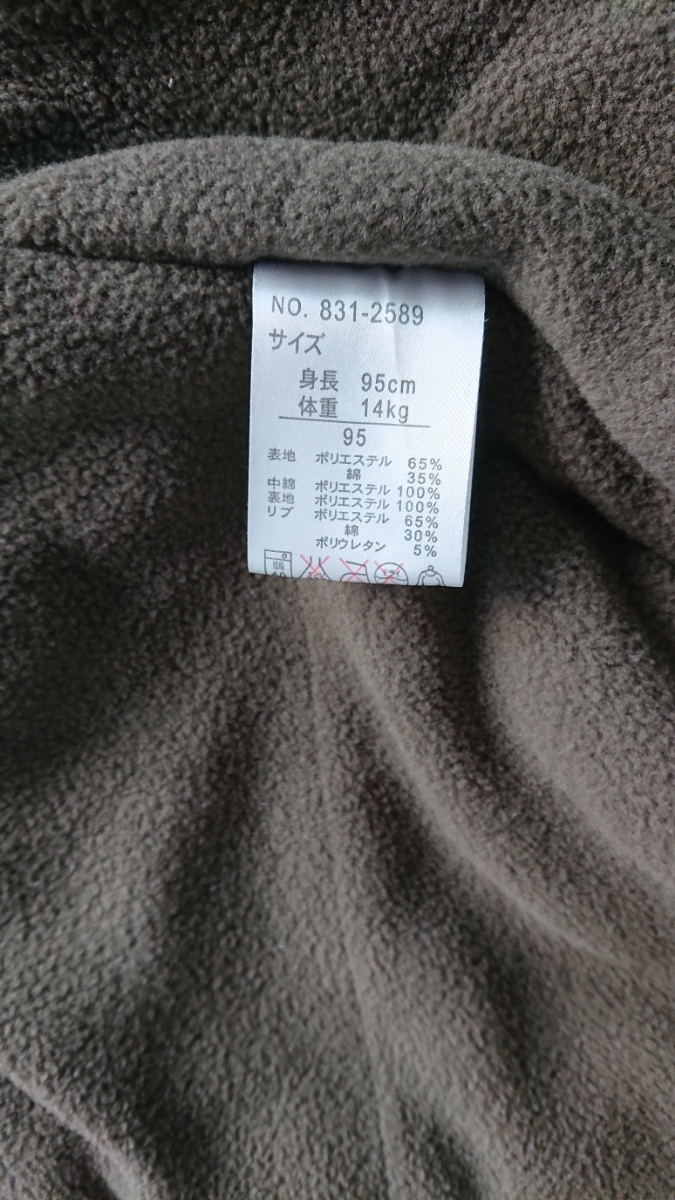 NO. 831-2589
サイズ
身長 95cm
体重 14kg
95
表地 ポリエステル 65%
綿 35%
中綿 ポリエステル 100%
裏地 ポリエステル 100%
リブ ポリエステル 65%
綿 30%
ポリウレタン 5%
弱